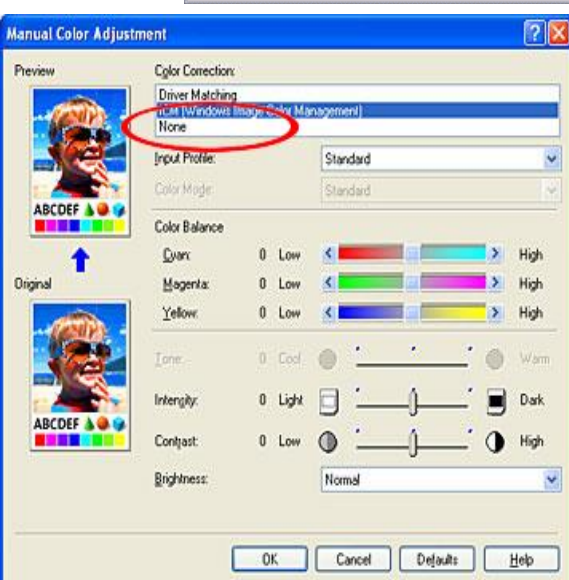 Manual Color Adjustment
Preview
Color Correction:
Driver Matching
ICM (Windows Image Color Management)
None
Input Profile: Standard
Color Mode: Standard
ABCDEF
Color Balance
Cyan: 0 Low High
Original
Magenta: 0 Low High
Yellow: 0 Low High
Tone: 0 Cool Warm
Intensity: 0 Light Dark
ABCDEF
Contrast: 0 Low High
Brightness: Normal
OK Cancel Defaults Help